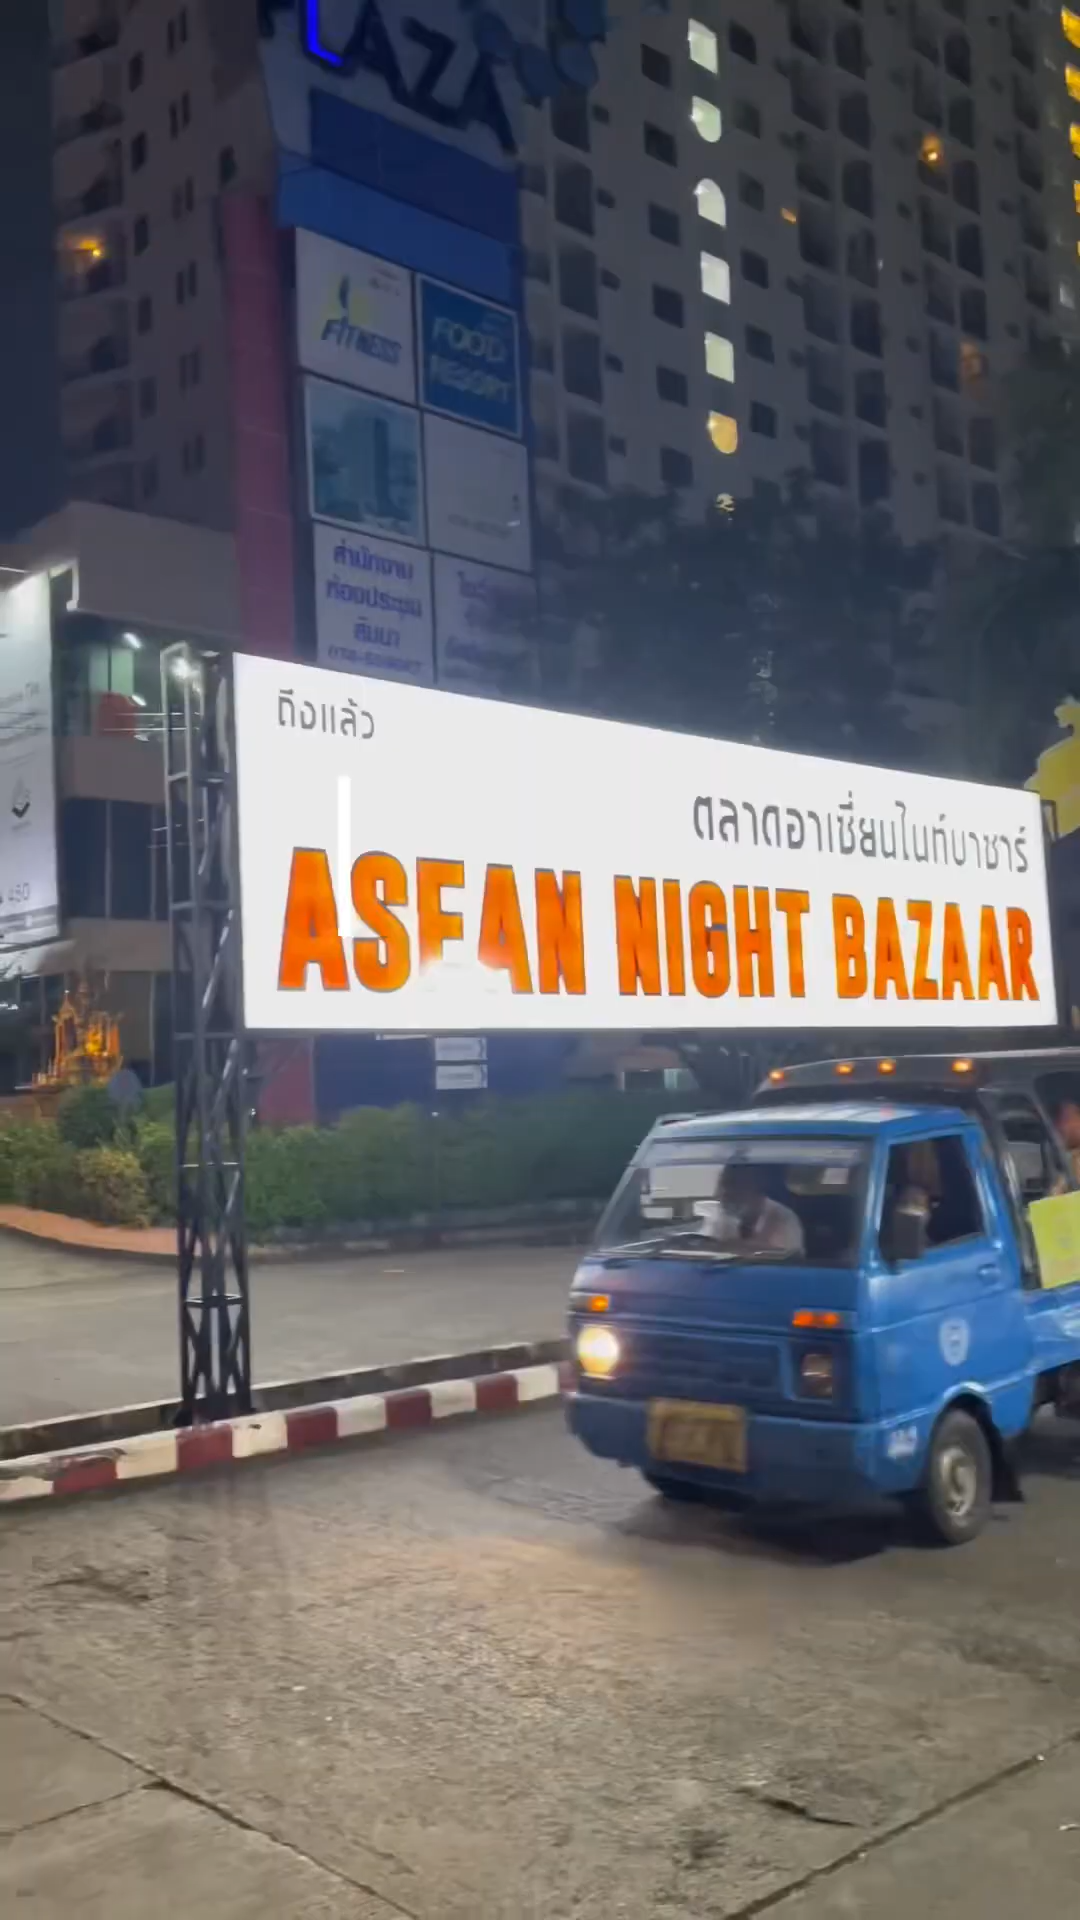 LAZA
FITNESS
FOOD
RESORT
สำนักงาน
ห้องประชุม
สัมนา
ถึงแล้ว
ตลาดอาเซี่ยนไนท์บาซาร์
ASEAN NIGHT BAZAAR